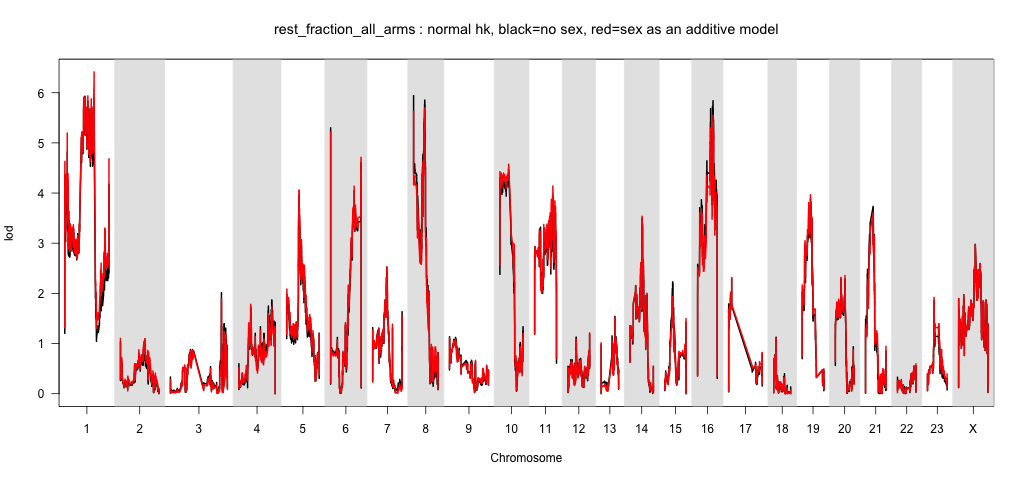 rest_fraction_all_arms : normal hk, black=no sex, red=sex as an additive model
lod
6
5
4
3
2
1
0
1 2 3 4 5 6 7 8 9 10 11 12 13 14 15 16 17 18 19 20 21 22 23 X
Chromosome